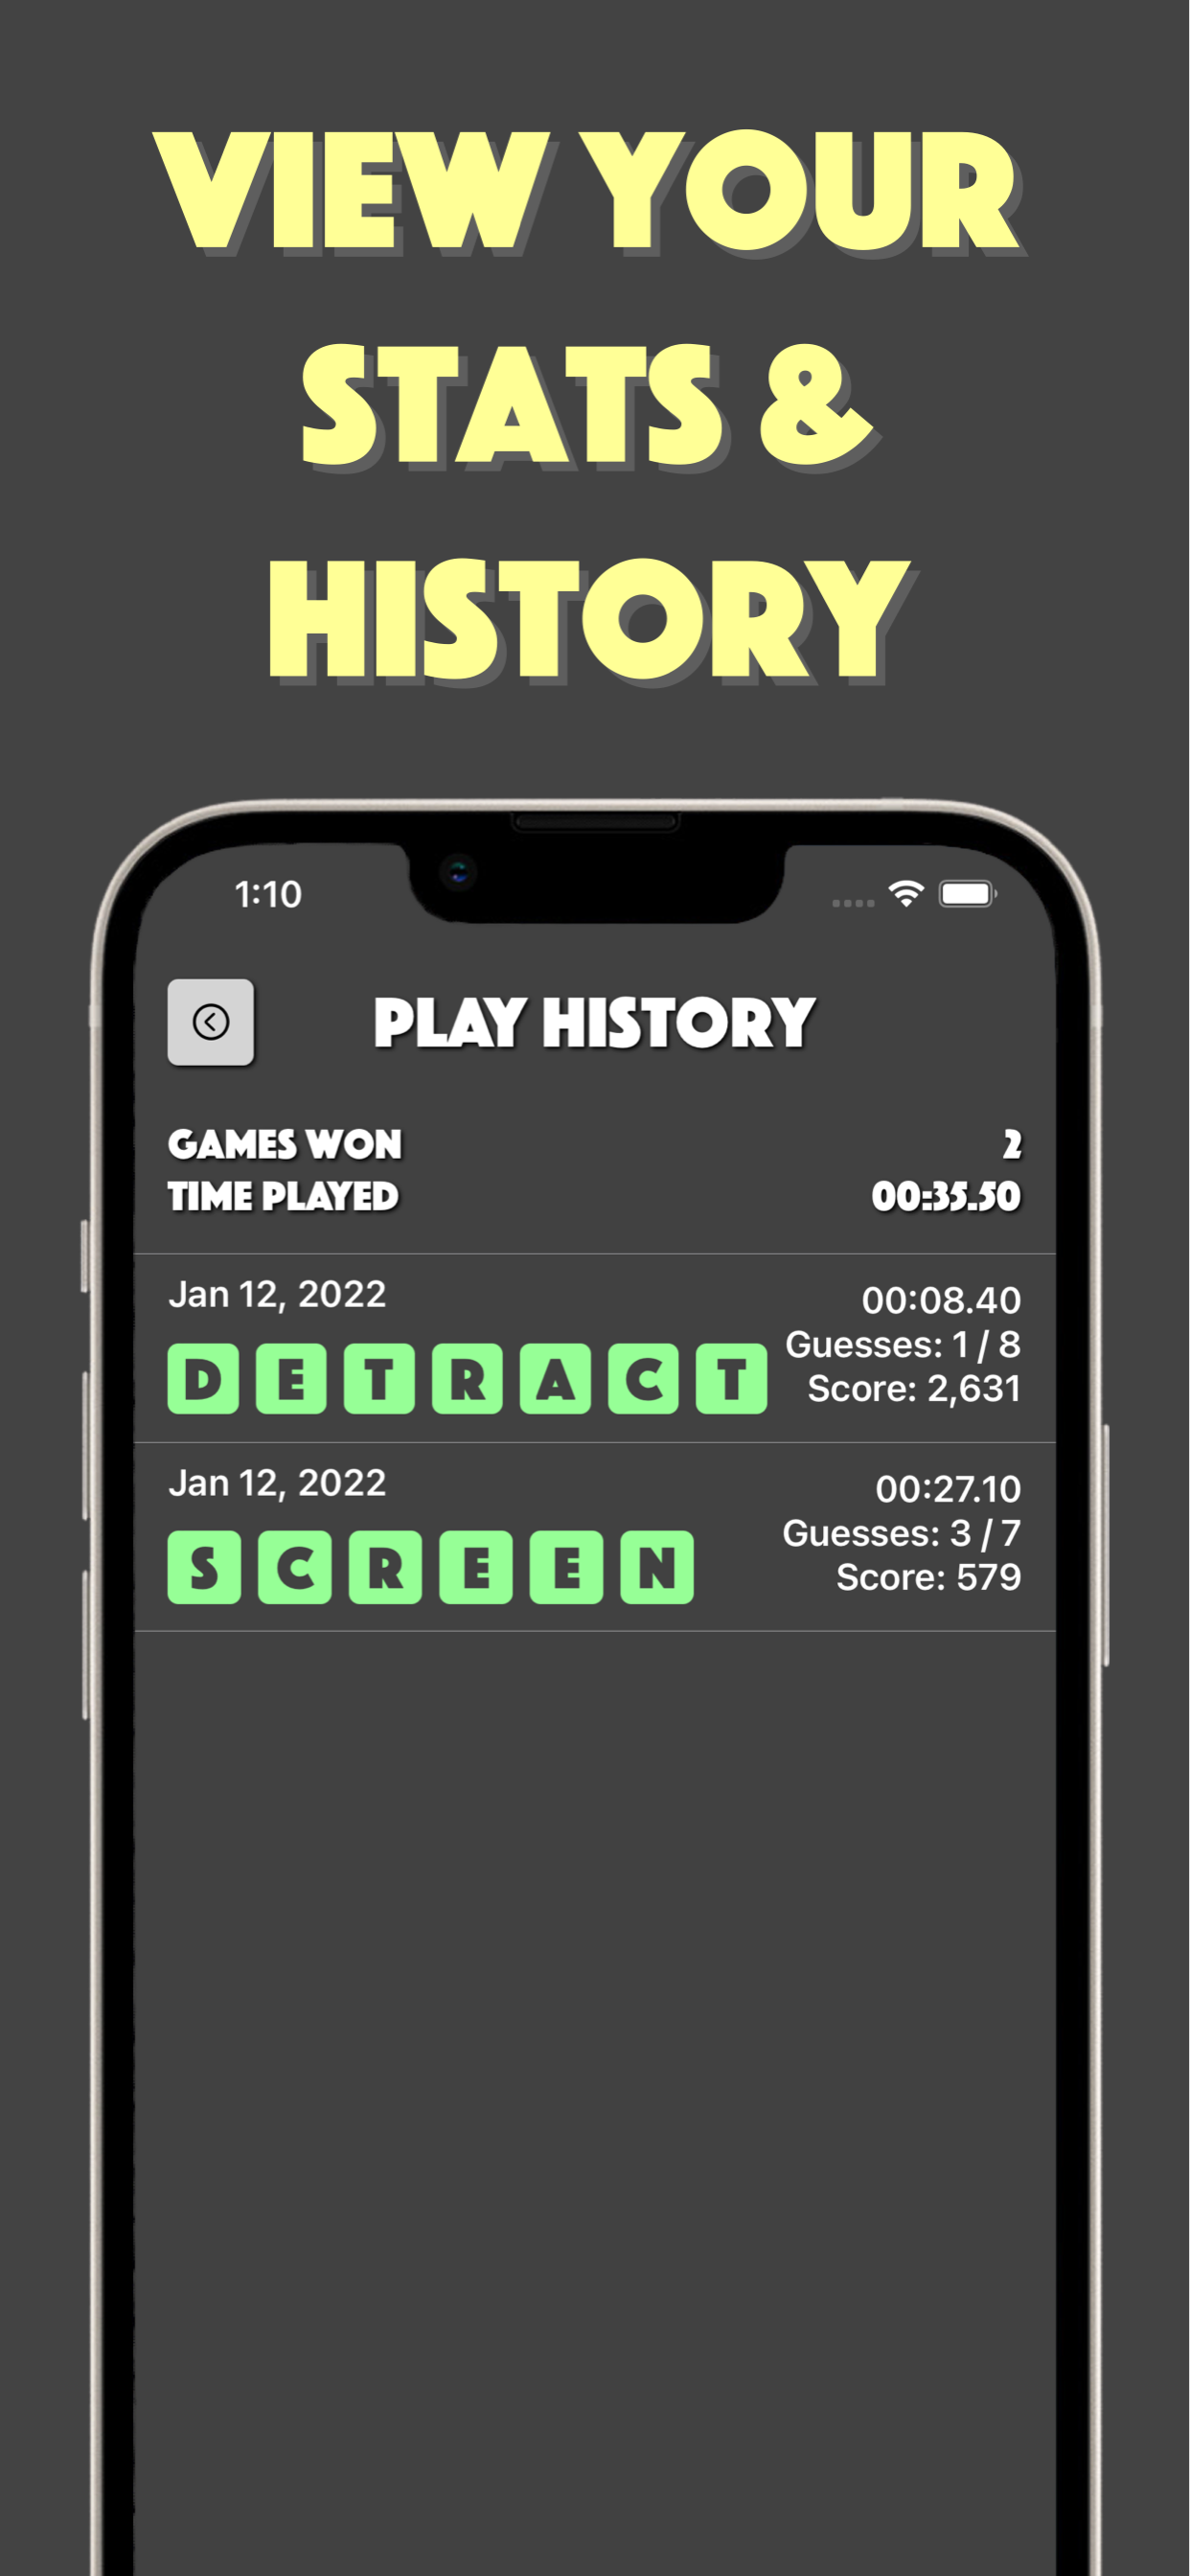 VIEW YOUR
STATS &
HISTORY
1:10
PLAY HISTORY
GAMES WON 2
TIME PLAYED 00:35.50
Jan 12, 2022 00:08.40
Guesses: 1 / 8
DETRACT Score: 2,631
Jan 12, 2022 00:27.10
Guesses: 3 / 7
SCREEN Score: 579